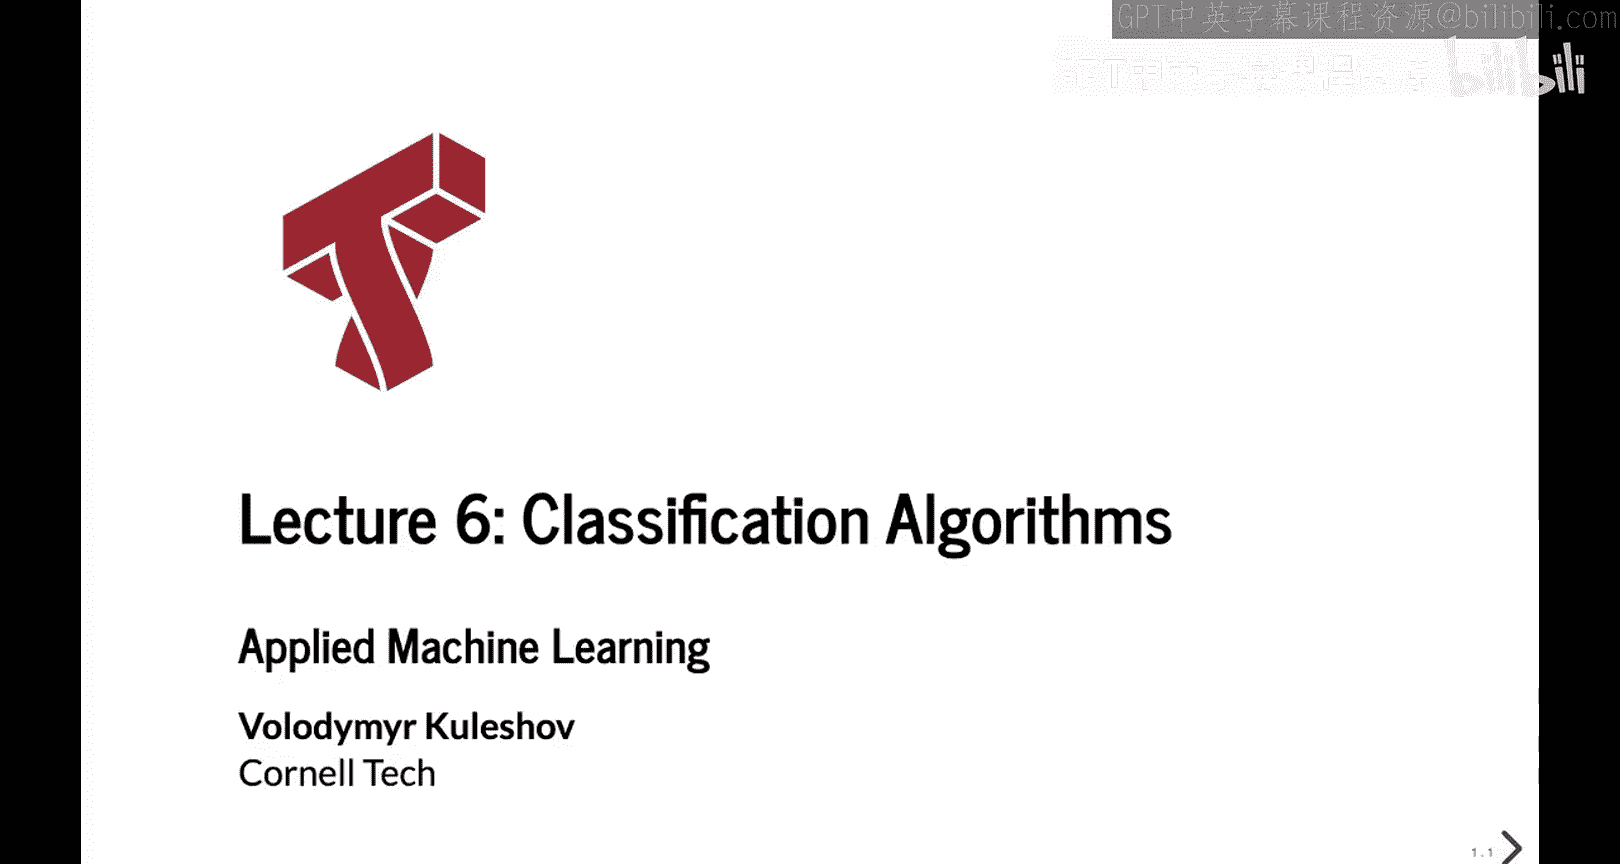 GPT中英字幕课程资源@bilibili.com
bilibili
Lecture 6: Classification Algorithms
Applied Machine Learning
Volodymyr Kuleshov
Cornell Tech
1.1